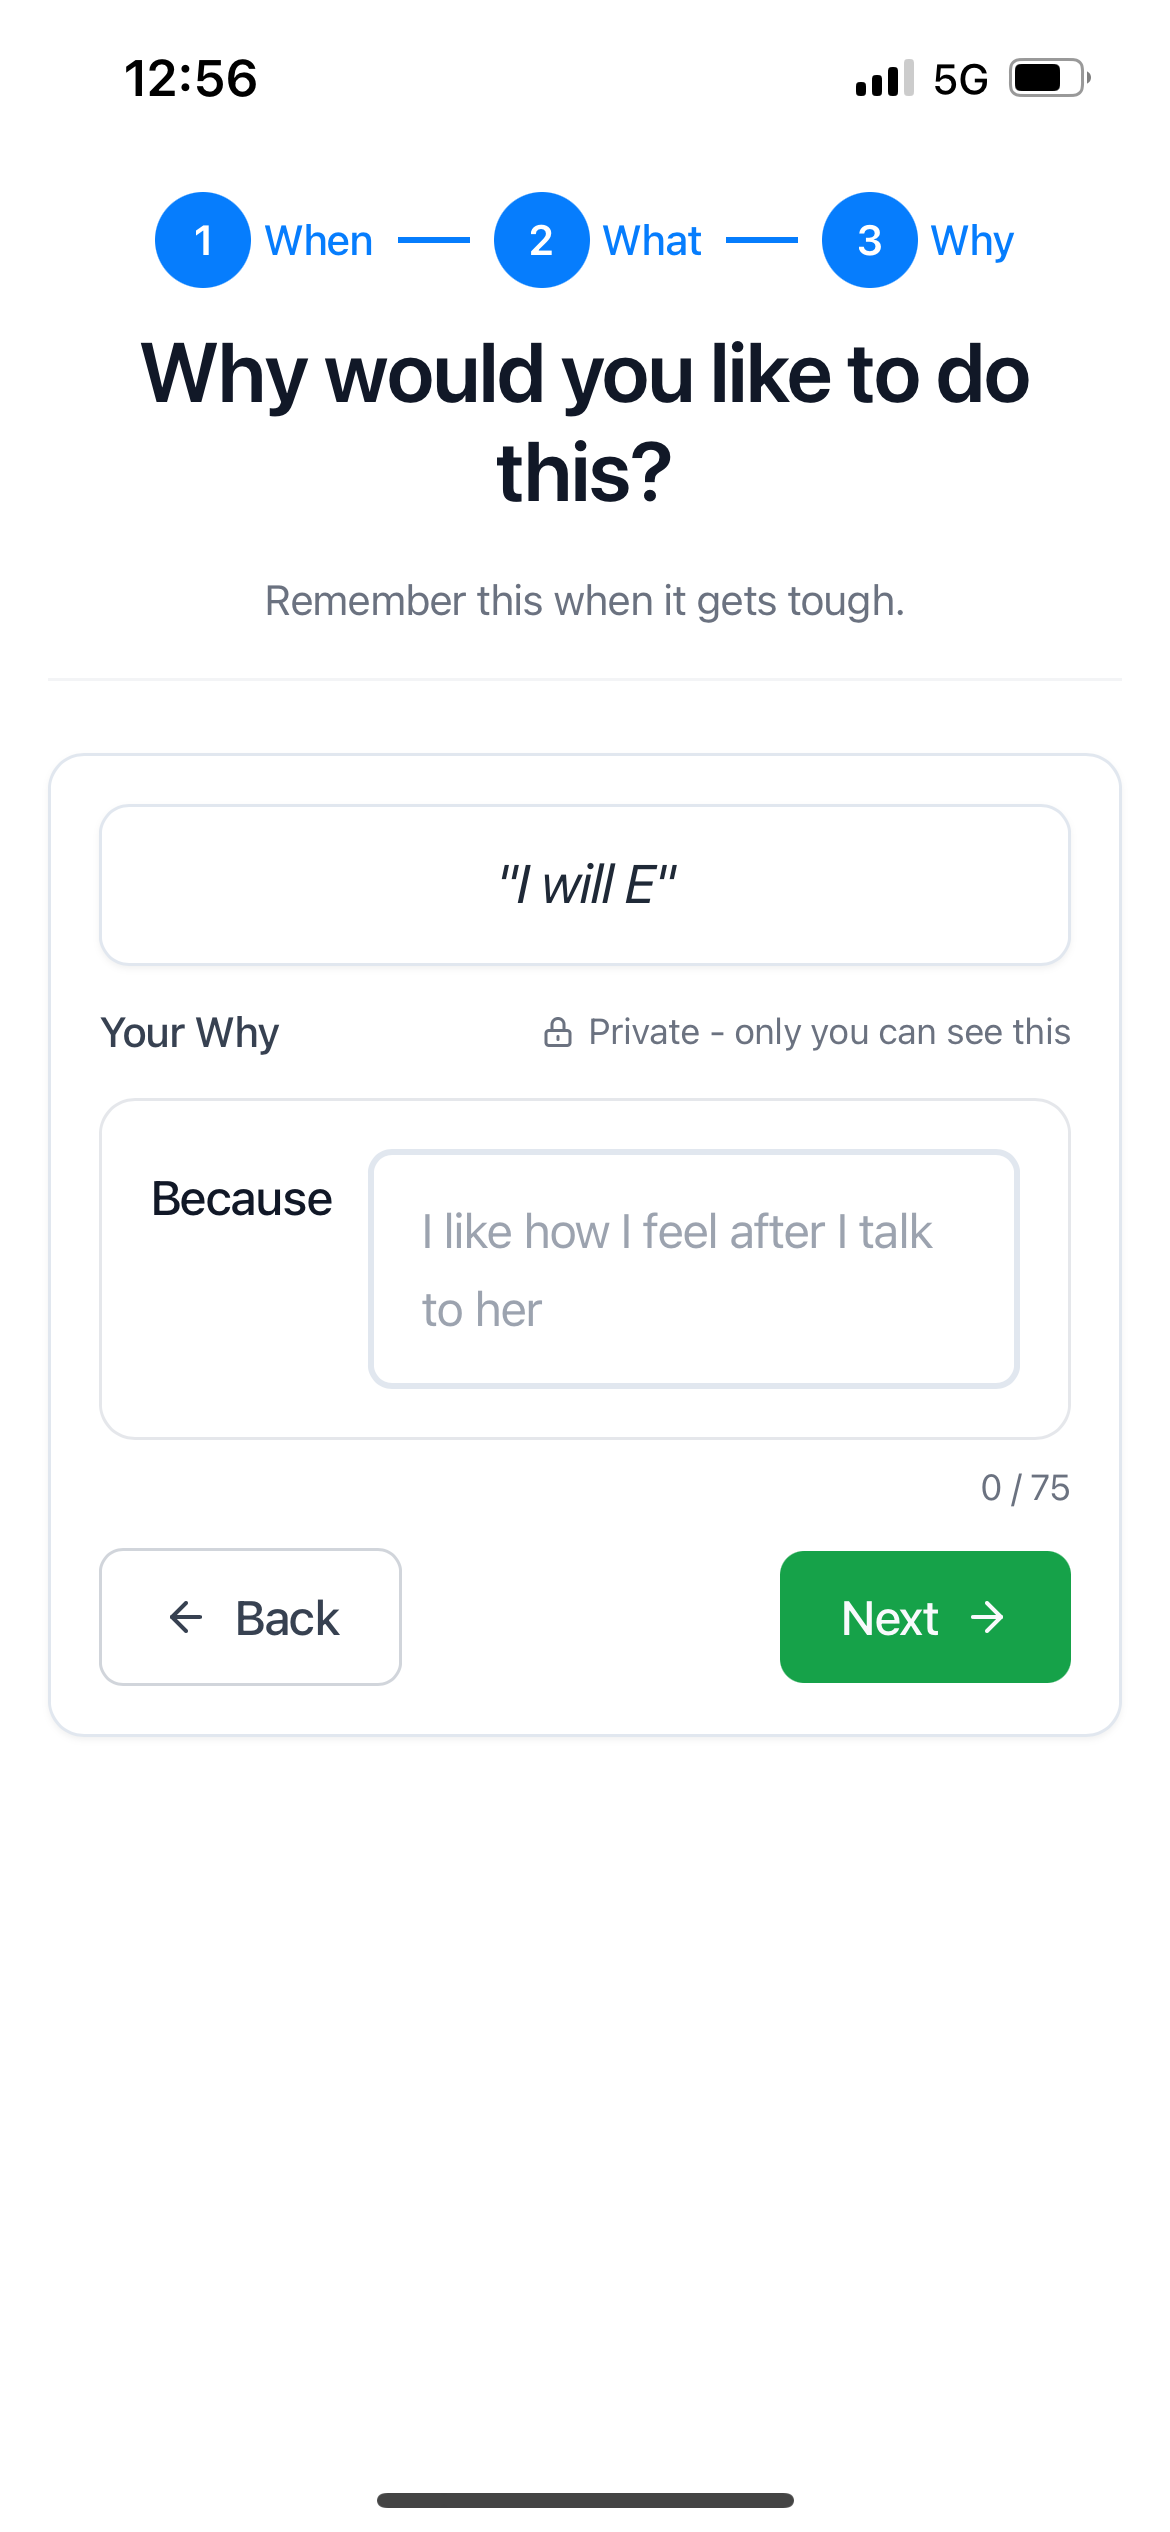 12:56
5G
1 When 2 What 3 Why
Why would you like to do
this?
Remember this when it gets tough.
"I will E"
Your Why
Private - only you can see this
Because
I like how I feel after I talk
to her
0 / 75
Back
Next